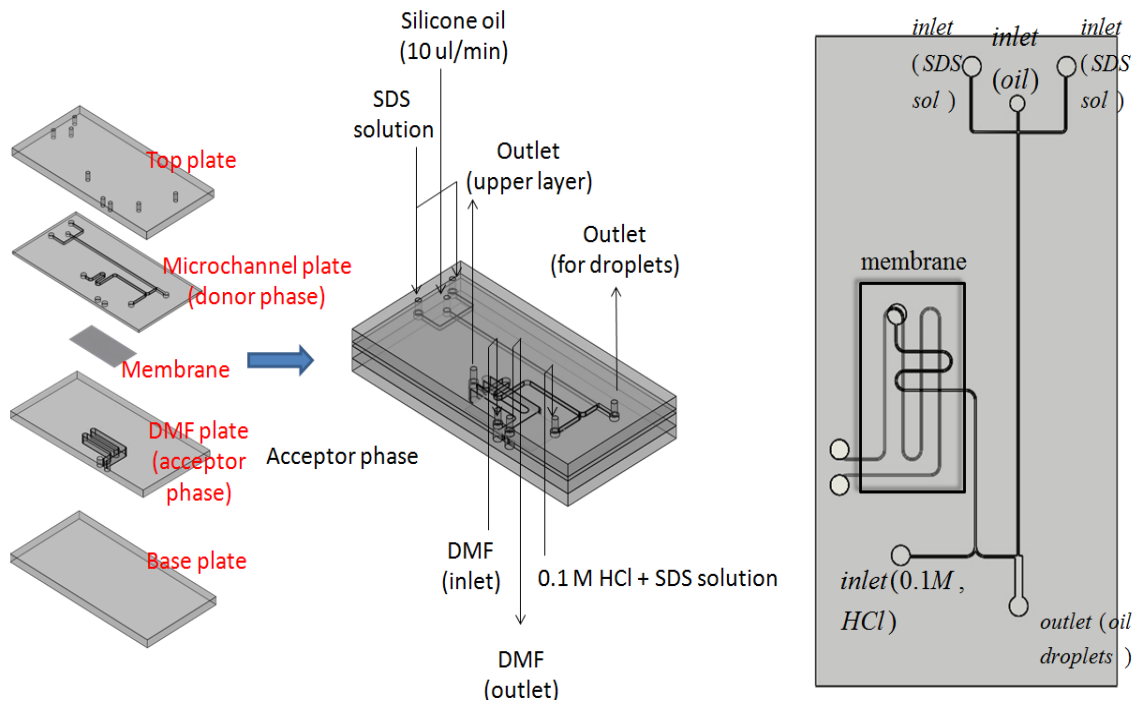 Top plate
Microchannel plate
(donor phase)
Membrane
DMF plate
(acceptor
phase)
Base plate
Silicone oil
(10 ul/min)
SDS
solution
Outlet
(upper layer)
Outlet
(for droplets)
Acceptor phase
DMF
(inlet)
0.1 M HCl + SDS solution
DMF
(outlet)
inlet
( SDS
sol )
inlet
(oil)
inlet
( SDS
sol )
membrane
inlet(0.1M ,
HCl)
outlet (oil
droplets )